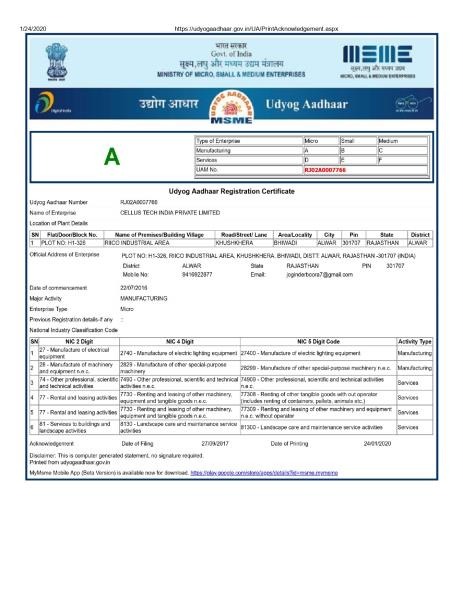 1/24/2020 https://udyogaadhaar.gov.in/UA/PrintAcknowledgement.aspx
भारत सरकार
Govt. of India
सूक्ष्म, लघु और मध्यम उद्यम मंत्रालय
MINISTRY OF MICRO, SMALL & MEDIUM ENTERPRISES
सूक्ष्म, लघु और मध्यम उद्यम
MICRO, SMALL & MEDIUM ENTERPRISES
Digital India
उद्योग आधार
UDYOG AADHAAR
MSME
Udyog Aadhaar
A
Type of Enterprise Micro Small Medium
Manufacturing A B C
Services D E F
UAM No. RJ02A0007766
Udyog Aadhaar Registration Certificate
Udyog Aadhaar Number RJ02A0007766
Name of Enterprise CELLUS TECH INDIA PRIVATE LIMITED
Location of Plant Details
SN Flat/Door/Block No. Name of Premises/Building Village Road/Street/ Lane Area/Locality City Pin State District
1 PLOT NO: H1-326 RIICO INDUSTRIAL AREA KHUSHKHERA BHIWADI ALWAR 301707 RAJASTHAN ALWAR
Official Address of Enterprise PLOT NO: H1-326, RIICO INDUSTRIAL AREA, KHUSHKHERA, BHIWADI, DISTT. ALWAR, RAJASTHAN -301707 (INDIA)
District ALWAR State RAJASTHAN PIN 301707
Mobile No: 9416922877 Email: joginderbcora7@gmail.com
Date of commencement 22/07/2016
Major Activity MANUFACTURING
Enterprise Type Micro
Previous Registration details-if any ::
National Industry Classification Code
SN NIC 2 Digit NIC 4 Digit NIC 5 Digit Code Activity Type
1 27 - Manufacture of electrical equipment 2740 - Manufacture of electric lighting equipment 27400 - Manufacture of electric lighting equipment Manufacturing
2 28 - Manufacture of machinery and equipment n.e.c. 2829 - Manufacture of other special-purpose machinery 28299 - Manufacture of other special-purpose machinery n.e.c. Manufacturing
3 74 - Other professional, scientific and technical activities 7490 - Other professional, scientific and technical activities n.e.c. 74909 - Other professional, scientific and technical activities n.e.c. Services
4 77 - Rental and leasing activities 7730 - Renting and leasing of other machinery, equipment and tangible goods n.e.c. 77308 - Renting of other tangible goods with out operator (includes renting of containers, pallets, animals etc.) Services
5 77 - Rental and leasing activities 7730 - Renting and leasing of other machinery, equipment and tangible goods n.e.c. 77309 - Renting and leasing of other machinery and equipment n.e.c. without operator Services
6 81 - Services to buildings and landscape activities 8130 - Landscape care and maintenance service activities 81300 - Landscape care and maintenance service activities Services
Acknowledgement Date of Filing 27/09/2017 Date of Printing 24/01/2020
Disclaimer: This is computer generated statement, no signature required.
Printed from udyogaadhaar.gov.in
MyMsme Mobile App (Beta Version) is available now for download. https://play.google.com/store/apps/details?id=msme.mymsme